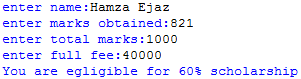 enter name:Hamza Ejaz
enter marks obtained:821
enter total marks:1000
enter full fee:40000
You are egligible for 60% scholarship